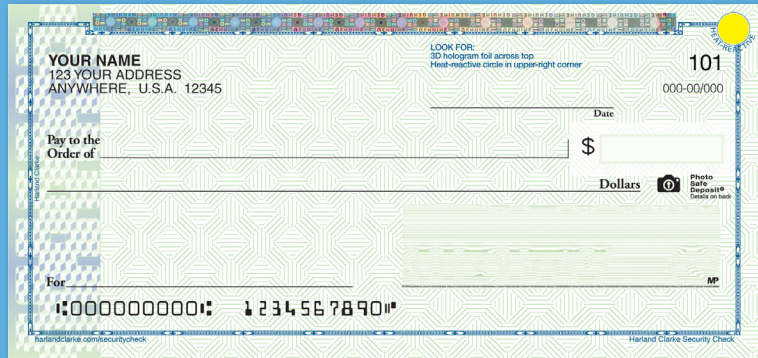 LOOK FOR:
3D hologram foil across top
Heat-reactive circle in upper-right corner
HEAT-REACTIVE
YOUR NAME
123 YOUR ADDRESS
ANYWHERE, U.S.A. 12345
101
000-00/000
Date
Pay to the
Order of
$
Harland Clarke
Dollars
Photo
Safe
Deposit®
Details on back
For
MP
⑆000000000⑆ 1234567890⑈
harlandclarke.com/securitycheck
Harland Clarke Security Check